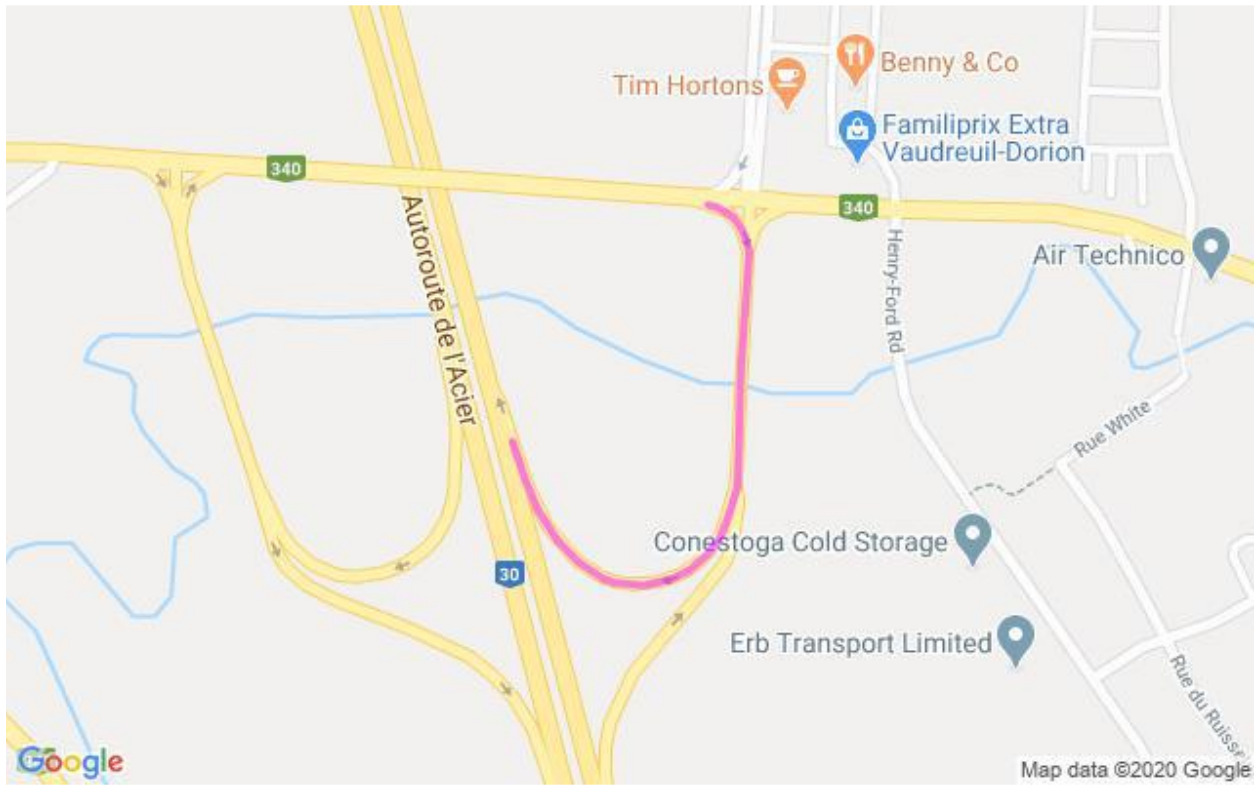 Benny & Co
Tim Hortons
Familiprix Extra
Vaudreuil-Dorion
340
340
Autoroute de l'Acier
Henry-Ford Rd
Air Technico
Rue White
Conestoga Cold Storage
30
Erb Transport Limited
Rue du Ruisse
Google
Map data ©2020 Google